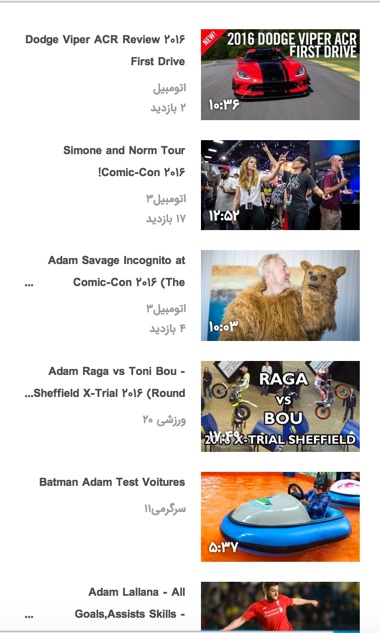 Dodge Viper ACR Review ۲۰۱۶
First Drive
اتومبیل
۲ بازدید
NEW!
2016 DODGE VIPER ACR
FIRST DRIVE
۱۰:۳۶
Simone and Norm Tour
!Comic-Con ۲۰۱۶
اتومبیل۳
۱۷ بازدید
۱۲:۵۲
Adam Savage Incognito at
... Comic-Con ۲۰۱۶ (The
اتومبیل۳
۴ بازدید
۱۰:۰۳
Adam Raga vs Toni Bou -
...Sheffield X-Trial ۲۰۱۶ (Round
ورزشی ۲۰
RAGA
VS
BOU
X-TRIAL SHEFFIELD
Batman Adam Test Voitures
سرگرمی۱۱
۵:۳۷
Adam Lallana - All
... Goals,Assists Skills -